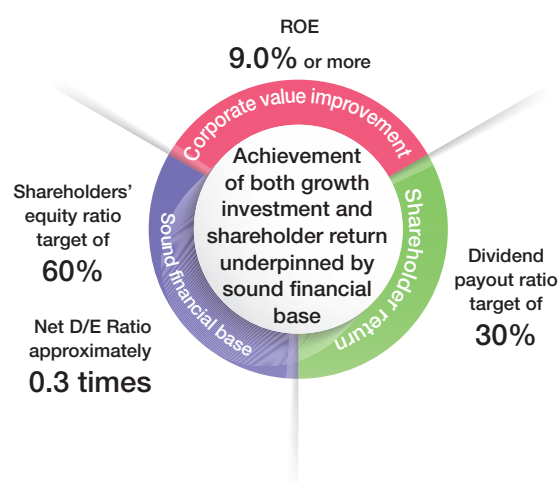 ROE
9.0% or more
Corporate value improvement
Achievement
of both growth
investment and
shareholder return
underpinned by
sound financial
base
Shareholders'
equity ratio
target of
60%
Net D/E Ratio
approximately
0.3 times
Sound financial base
Shareholder return
Dividend
payout ratio
target of
30%